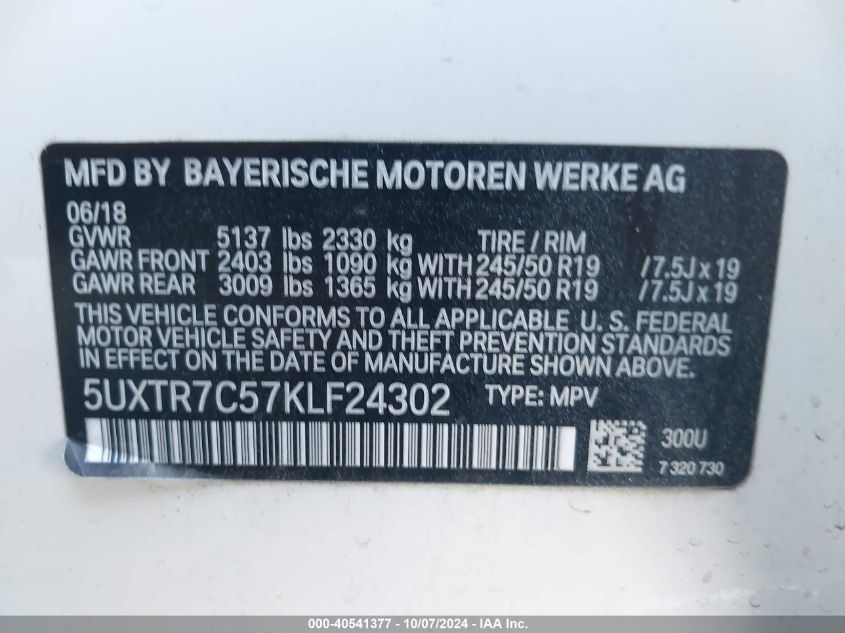 MFD BY BAYERISCHE MOTOREN WERKE AG
06/18
GVWR 5137 lbs 2330 kg TIRE / RIM
GAWR FRONT 2403 lbs 1090 kg WITH 245/50 R19 / 7.5J x 19
GAWR REAR 3009 lbs 1365 kg WITH 245/50 R19 / 7.5J x 19
THIS VEHICLE CONFORMS TO ALL APPLICABLE U. S. FEDERAL
MOTOR VEHICLE SAFETY AND THEFT PREVENTION STANDARDS
IN EFFECT ON THE DATE OF MANUFACTURE SHOWN ABOVE.
5UXTR7C57KLF24302 TYPE: MPV
300U
7 320 730
000-40541377 - 10/07/2024 - IAA Inc.